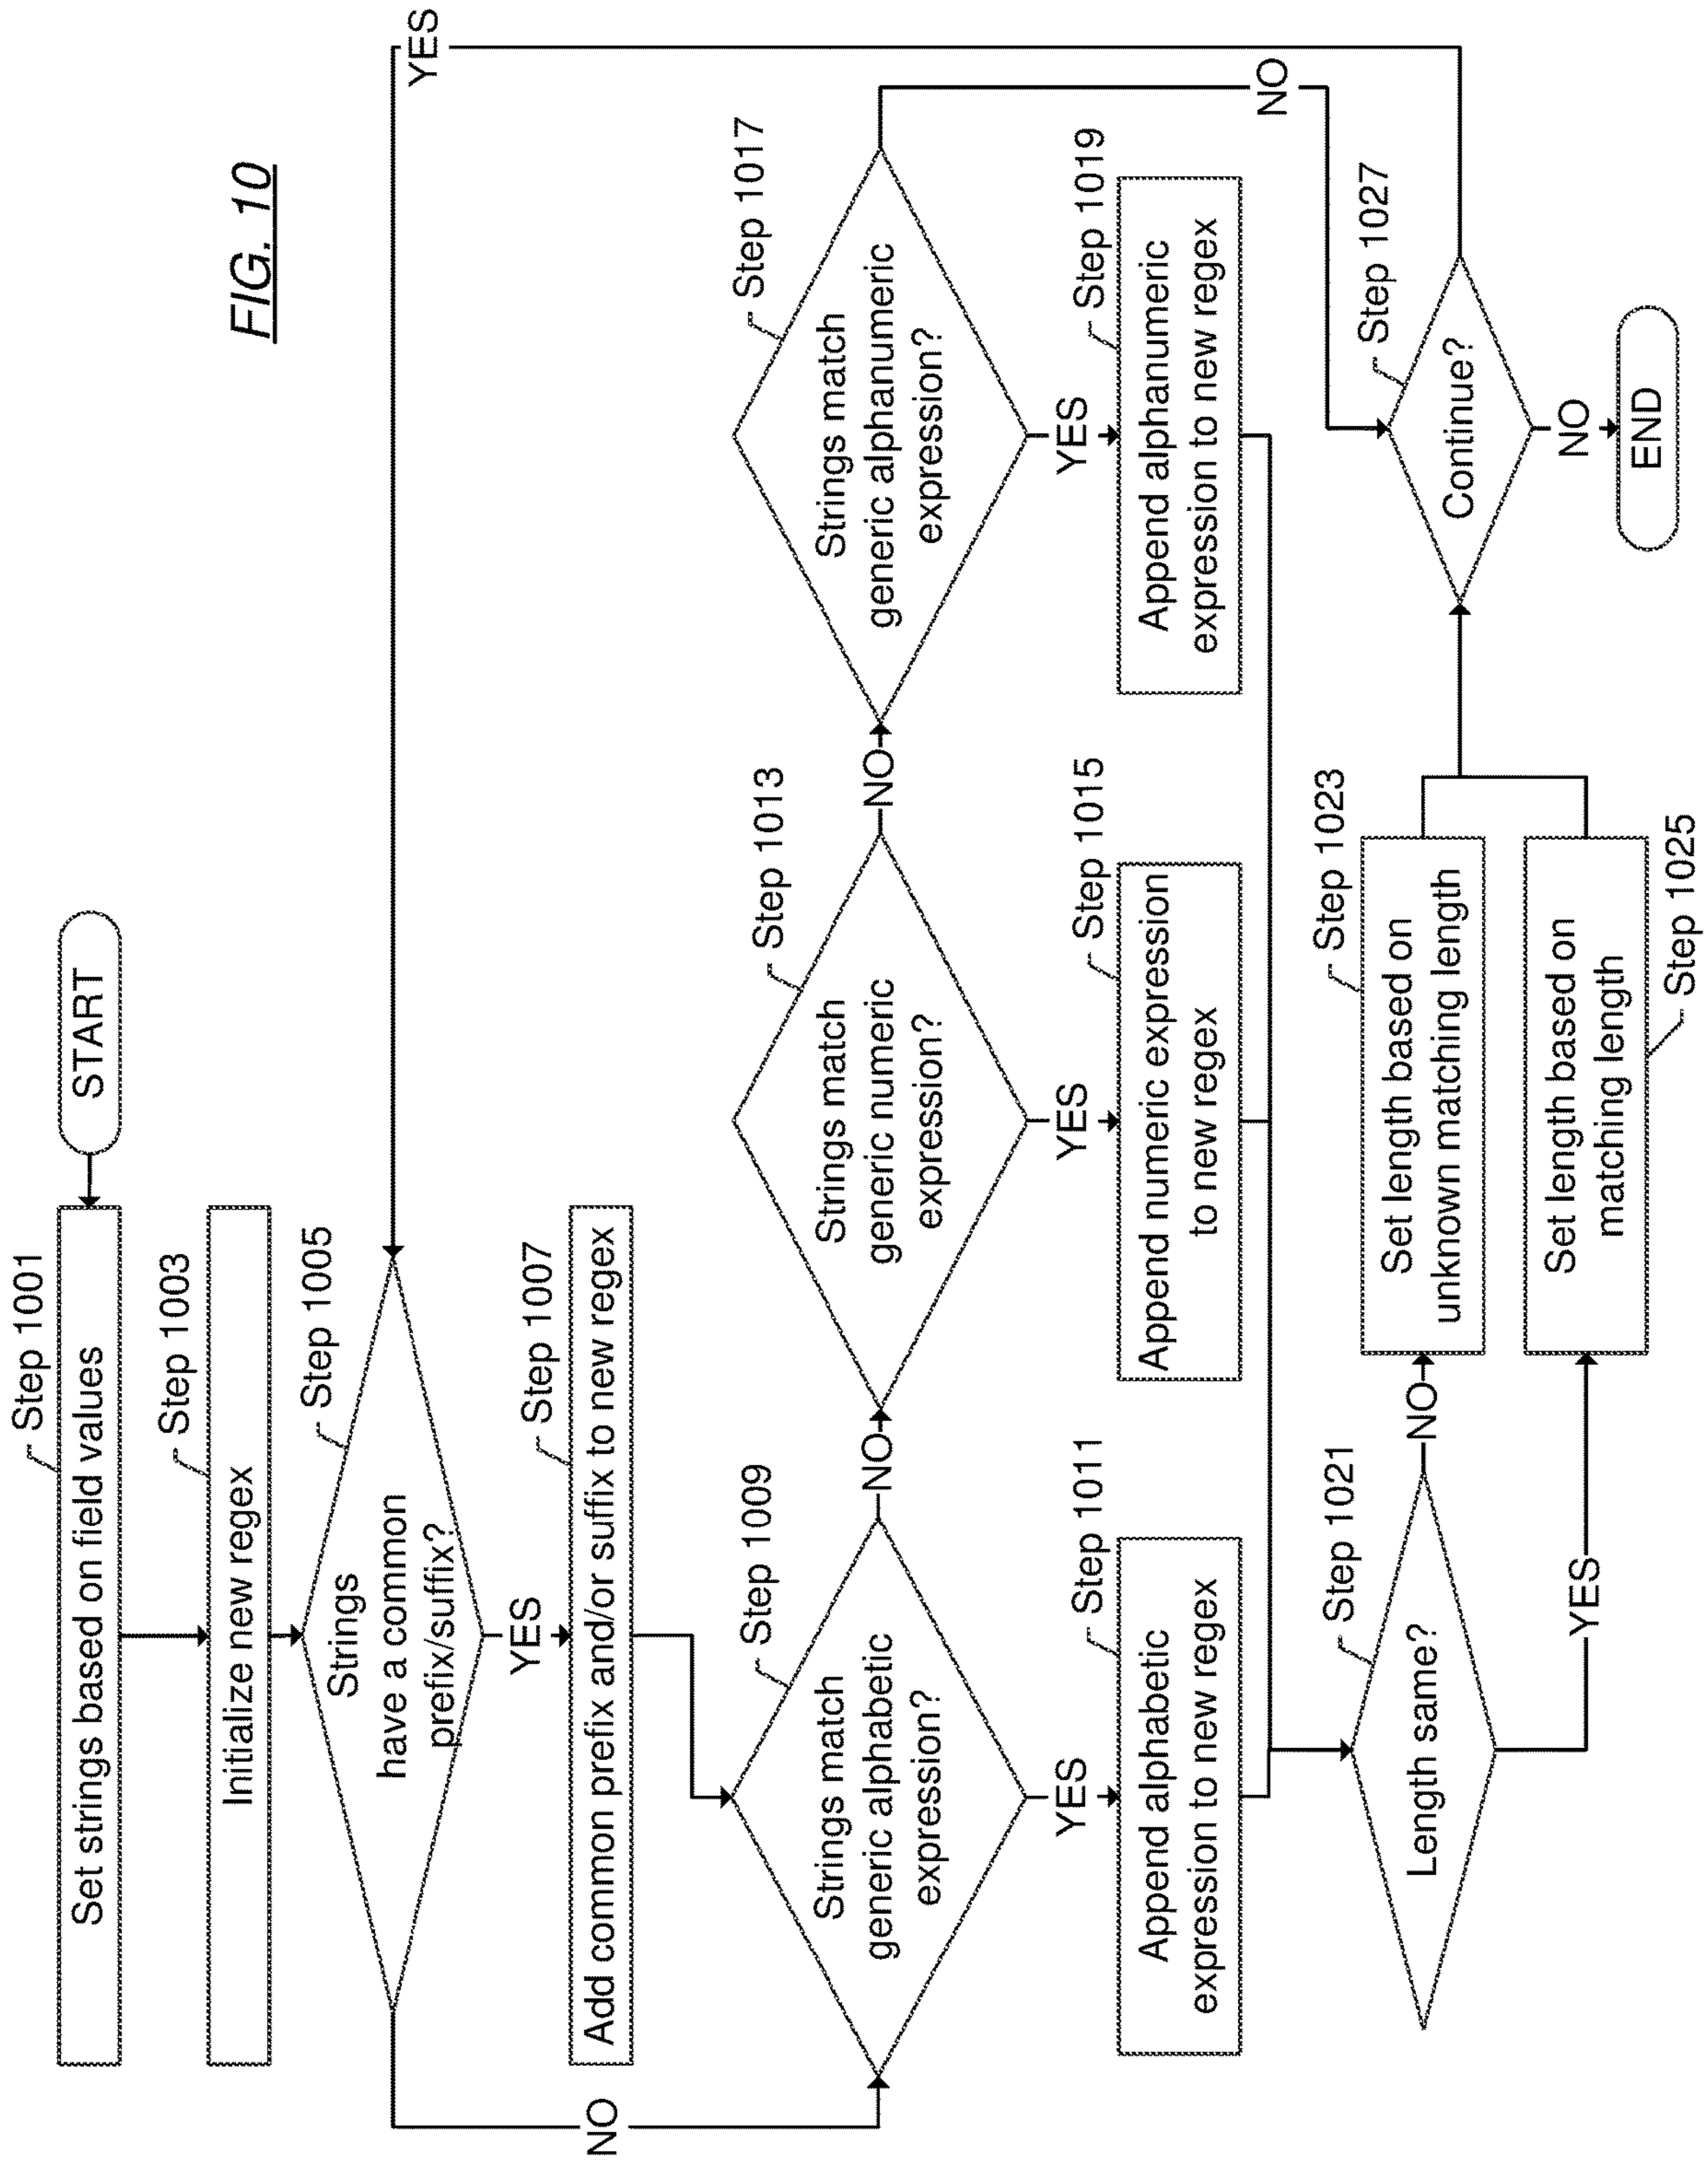 FIG. 10
START
Step 1001
Set strings based on field values
Step 1003
Initialize new regex
Step 1005
Strings
have a common
prefix/suffix?
YES
NO
YES
Step 1007
Add common prefix and/or suffix to new regex
Step 1009
Strings match
generic alphabetic
expression?
NO
YES
Step 1011
Append alphabetic
expression to new regex
Step 1013
Strings match
generic numeric
expression?
NO
YES
Step 1015
Append numeric expression
to new regex
Step 1017
Strings match
generic alphanumeric
expression?
NO
YES
Step 1019
Append alphanumeric
expression to new regex
Step 1021
Length same?
NO
YES
Step 1023
Set length based on
unknown matching length
Set length based on
matching length
Step 1025
Step 1027
Continue?
NO
END